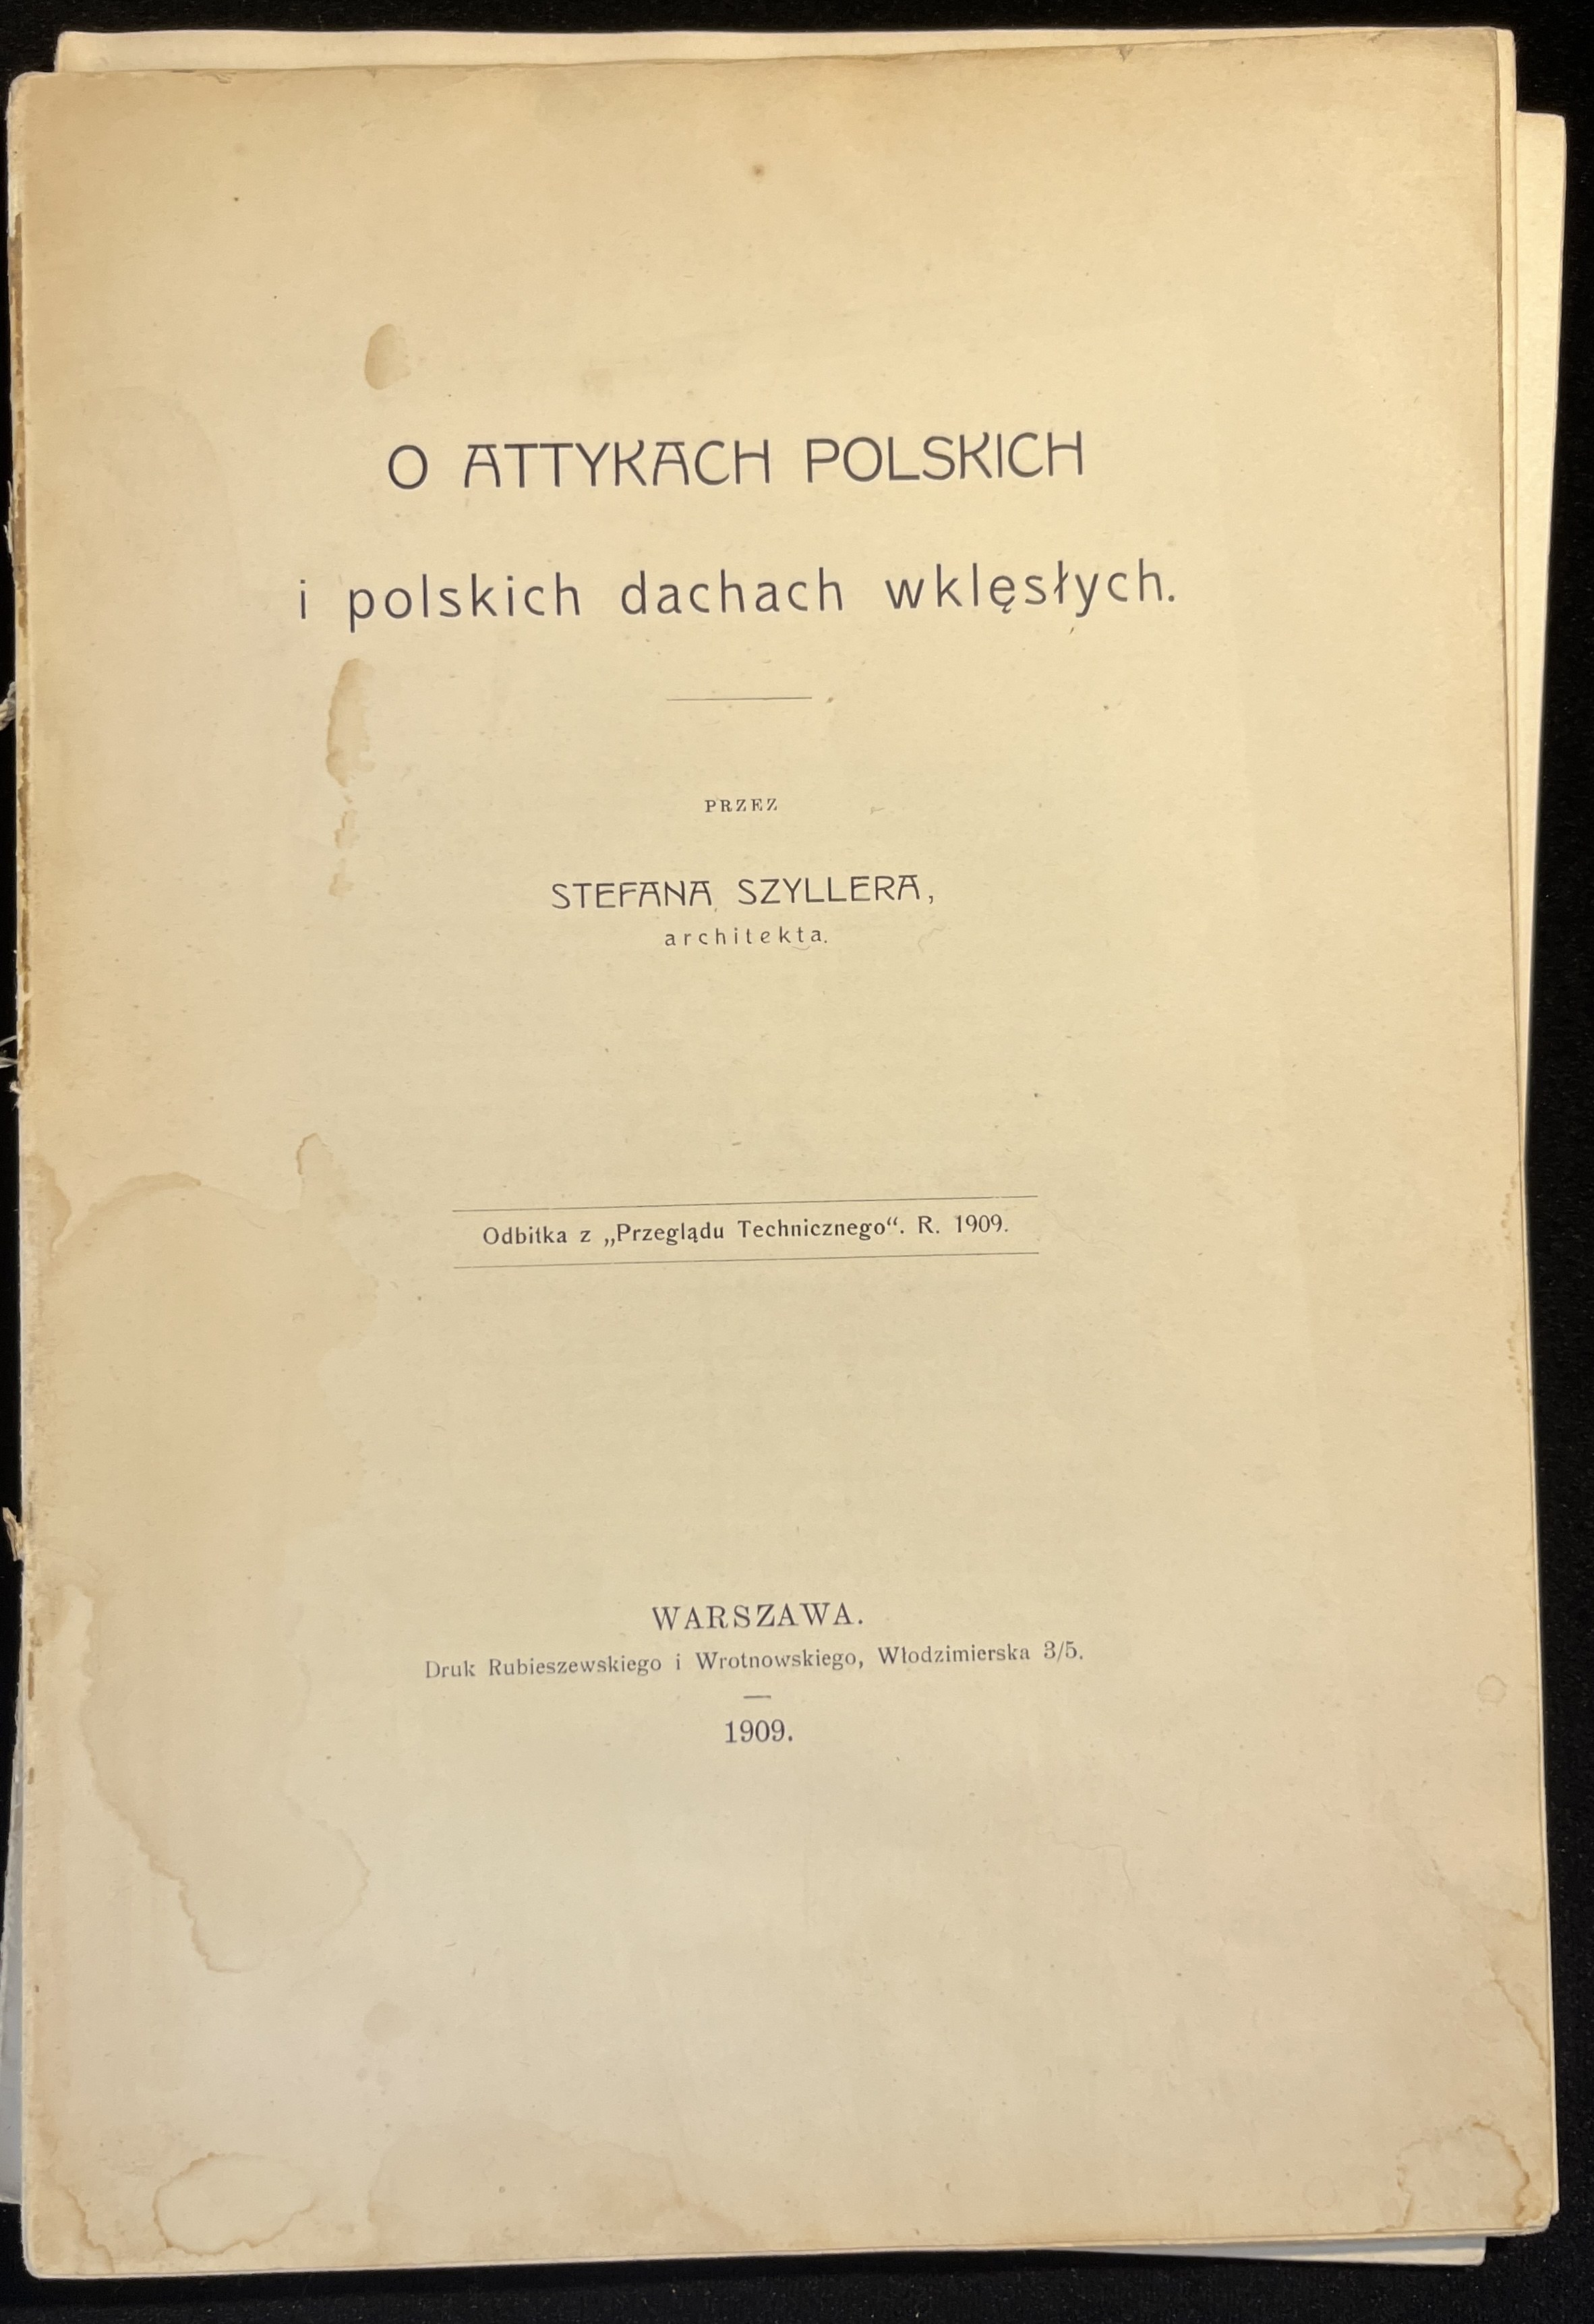 O ATTYKACH POLSKICH
i polskich dachach wklęsłych.
PRZEZ
STEFANA SZYLLERA,
architekta.
Odbitka z „Przeglądu Technicznego“. R. 1909.
WARSZAWA.
Druk Rubieszewskiego i Wrotnowskiego, Włodzimierska 3/5.
1909.